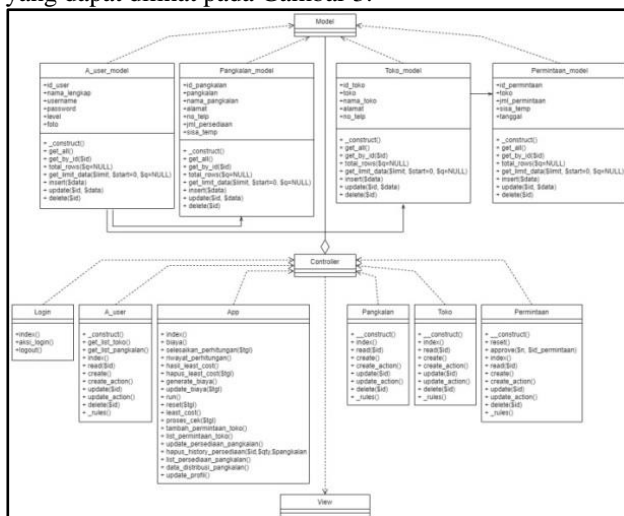 yang dapat dilihat pada Gambar 3.
Model
A_user_model
+id_user
+nama_lengkap
+username
+password
+level
+foto
+ _construct()
+ get_all()
+ get_by_id($id)
+ total_rows($q=NULL)
+ get_limit_data($limit, $start=0, $q=NULL)
+ insert($data)
+ update($id, $data)
+ delete($id)
Pangkalan_model
+id_pangkalan
+pangkalan
+nama_pangkalan
+alamat
+no_telp
+jml_persediaan
+sisa_temp
+ _construct()
+ get_all()
+ get_by_id($id)
+ total_rows($q=NULL)
+ get_limit_data($limit, $start=0, $q=NULL)
+ insert($data)
+ update($id, $data)
+ delete($id)
Toko_model
+id_toko
+toko
+nama_toko
+alamat
+no_telp
+ _construct()
+ get_all()
+ get_by_id($id)
+ total_rows($q=NULL)
+ get_limit_data($limit, $start=0, $q=NULL)
+ insert($data)
+ update($id, $data)
+ delete($id)
Permintaan_model
+id_permintaan
+toko
+jml_permintaan
+sisa_temp
+tanggal
+ _construct()
+ get_all()
+ get_by_id($id)
+ total_rows($q=NULL)
+ get_limit_data($limit, $start=0, $q=NULL)
+ insert($data)
+ update($id, $data)
+ delete($id)
Controller
Login
+index()
+aksi_login()
+logout()
A_user
+ _construct()
+ get_list_toko()
+ get_list_pangkalan()
+ index()
+ read($id)
+ create()
+ create_action()
+ update($id)
+ update_action()
+ delete($id)
+ _rules()
App
+ index()
+ biaya()
+ selesaikan_perhitungan($tgl)
+ riwayat_perhitungan()
+ hasil_least_cost()
+ hapus_least_cost($tgl)
+ generate_biaya()
+ update_biaya($tgl)
+ run()
+ reset($tgl)
+ least_cost()
+ proses_cek($tgl)
+ tambah_permintaan_toko()
+ list_permintaan_toko()
+ update_persediaan_pangkalan()
+ hapus_history_persediaan($id,$qty,$pangkalan
+ list_persediaan_pangkalan()
+ data_distribusi_pangkalan()
+ update_profil()
Pangkalan
+ __construct()
+ index()
+ read($id)
+ create()
+ create_action()
+ update($id)
+ update_action()
+ delete($id)
+ _rules()
Toko
+ __construct()
+ index()
+ read($id)
+ create()
+ create_action()
+ update($id)
+ update_action()
+ delete($id)
+ _rules()
Permintaan
+ __construct()
+ reset()
+ approve($n, $id_permintaan)
+ index()
+ read($id)
+ create()
+ create_action()
+ update($id)
+ update_action()
+ delete($id)
+ _rules()
View